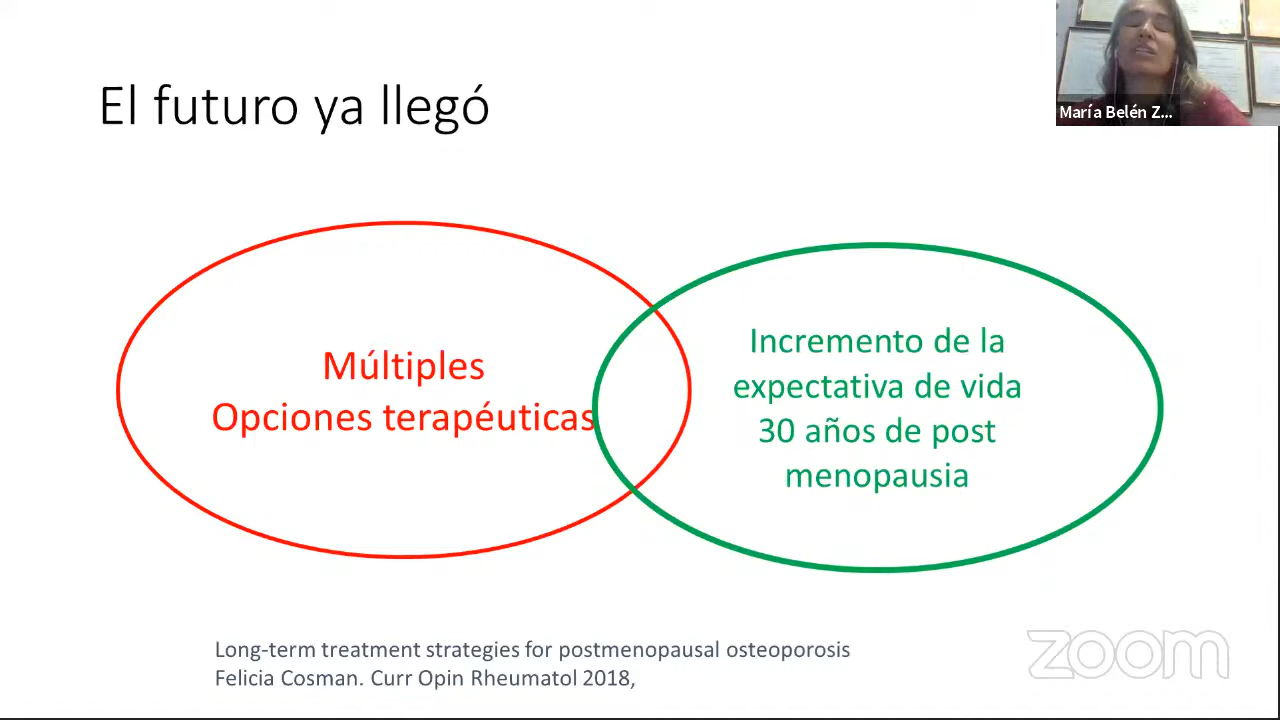 El futuro ya llegó
María Belén Z...
Múltiples
Opciones terapéuticas
Incremento de la
expectativa de vida
30 años de post
menopausia
Long-term treatment strategies for postmenopausal osteoporosis
Felicia Cosman. Curr Opin Rheumatol 2018,
zoom